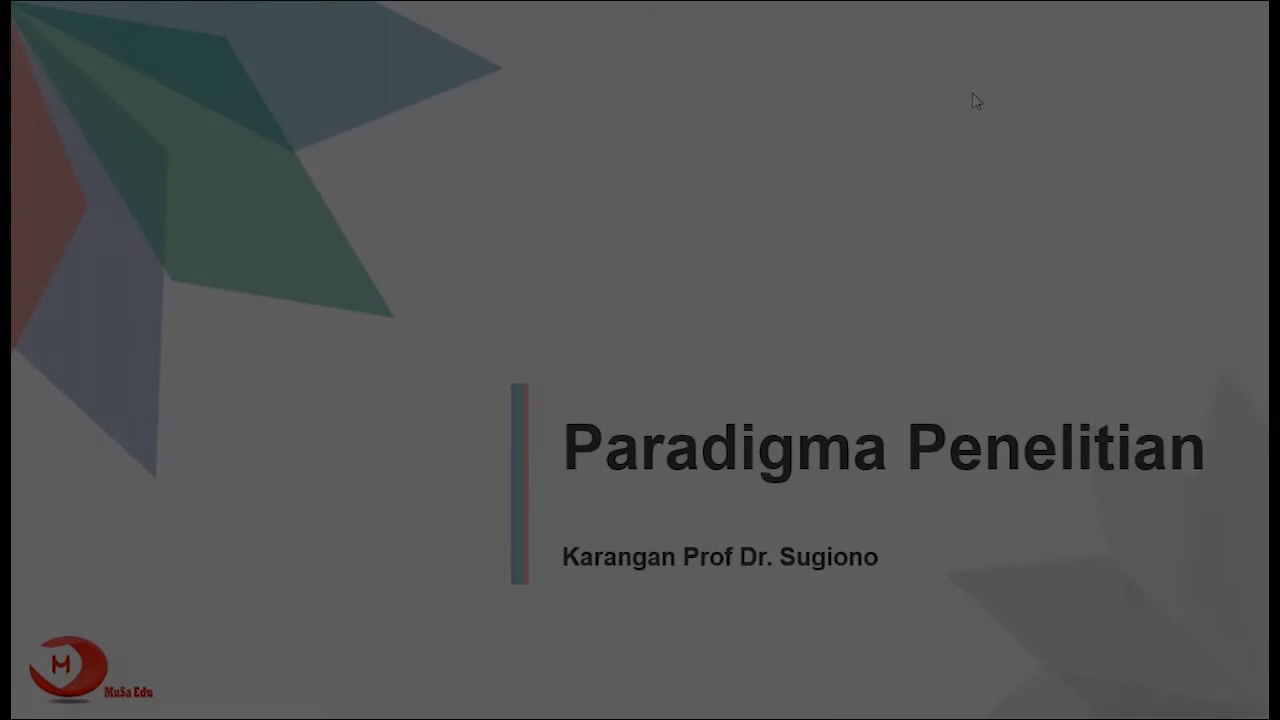 Paradigma Penelitian
Karangan Prof Dr. Sugiono
M
MuSa Edu